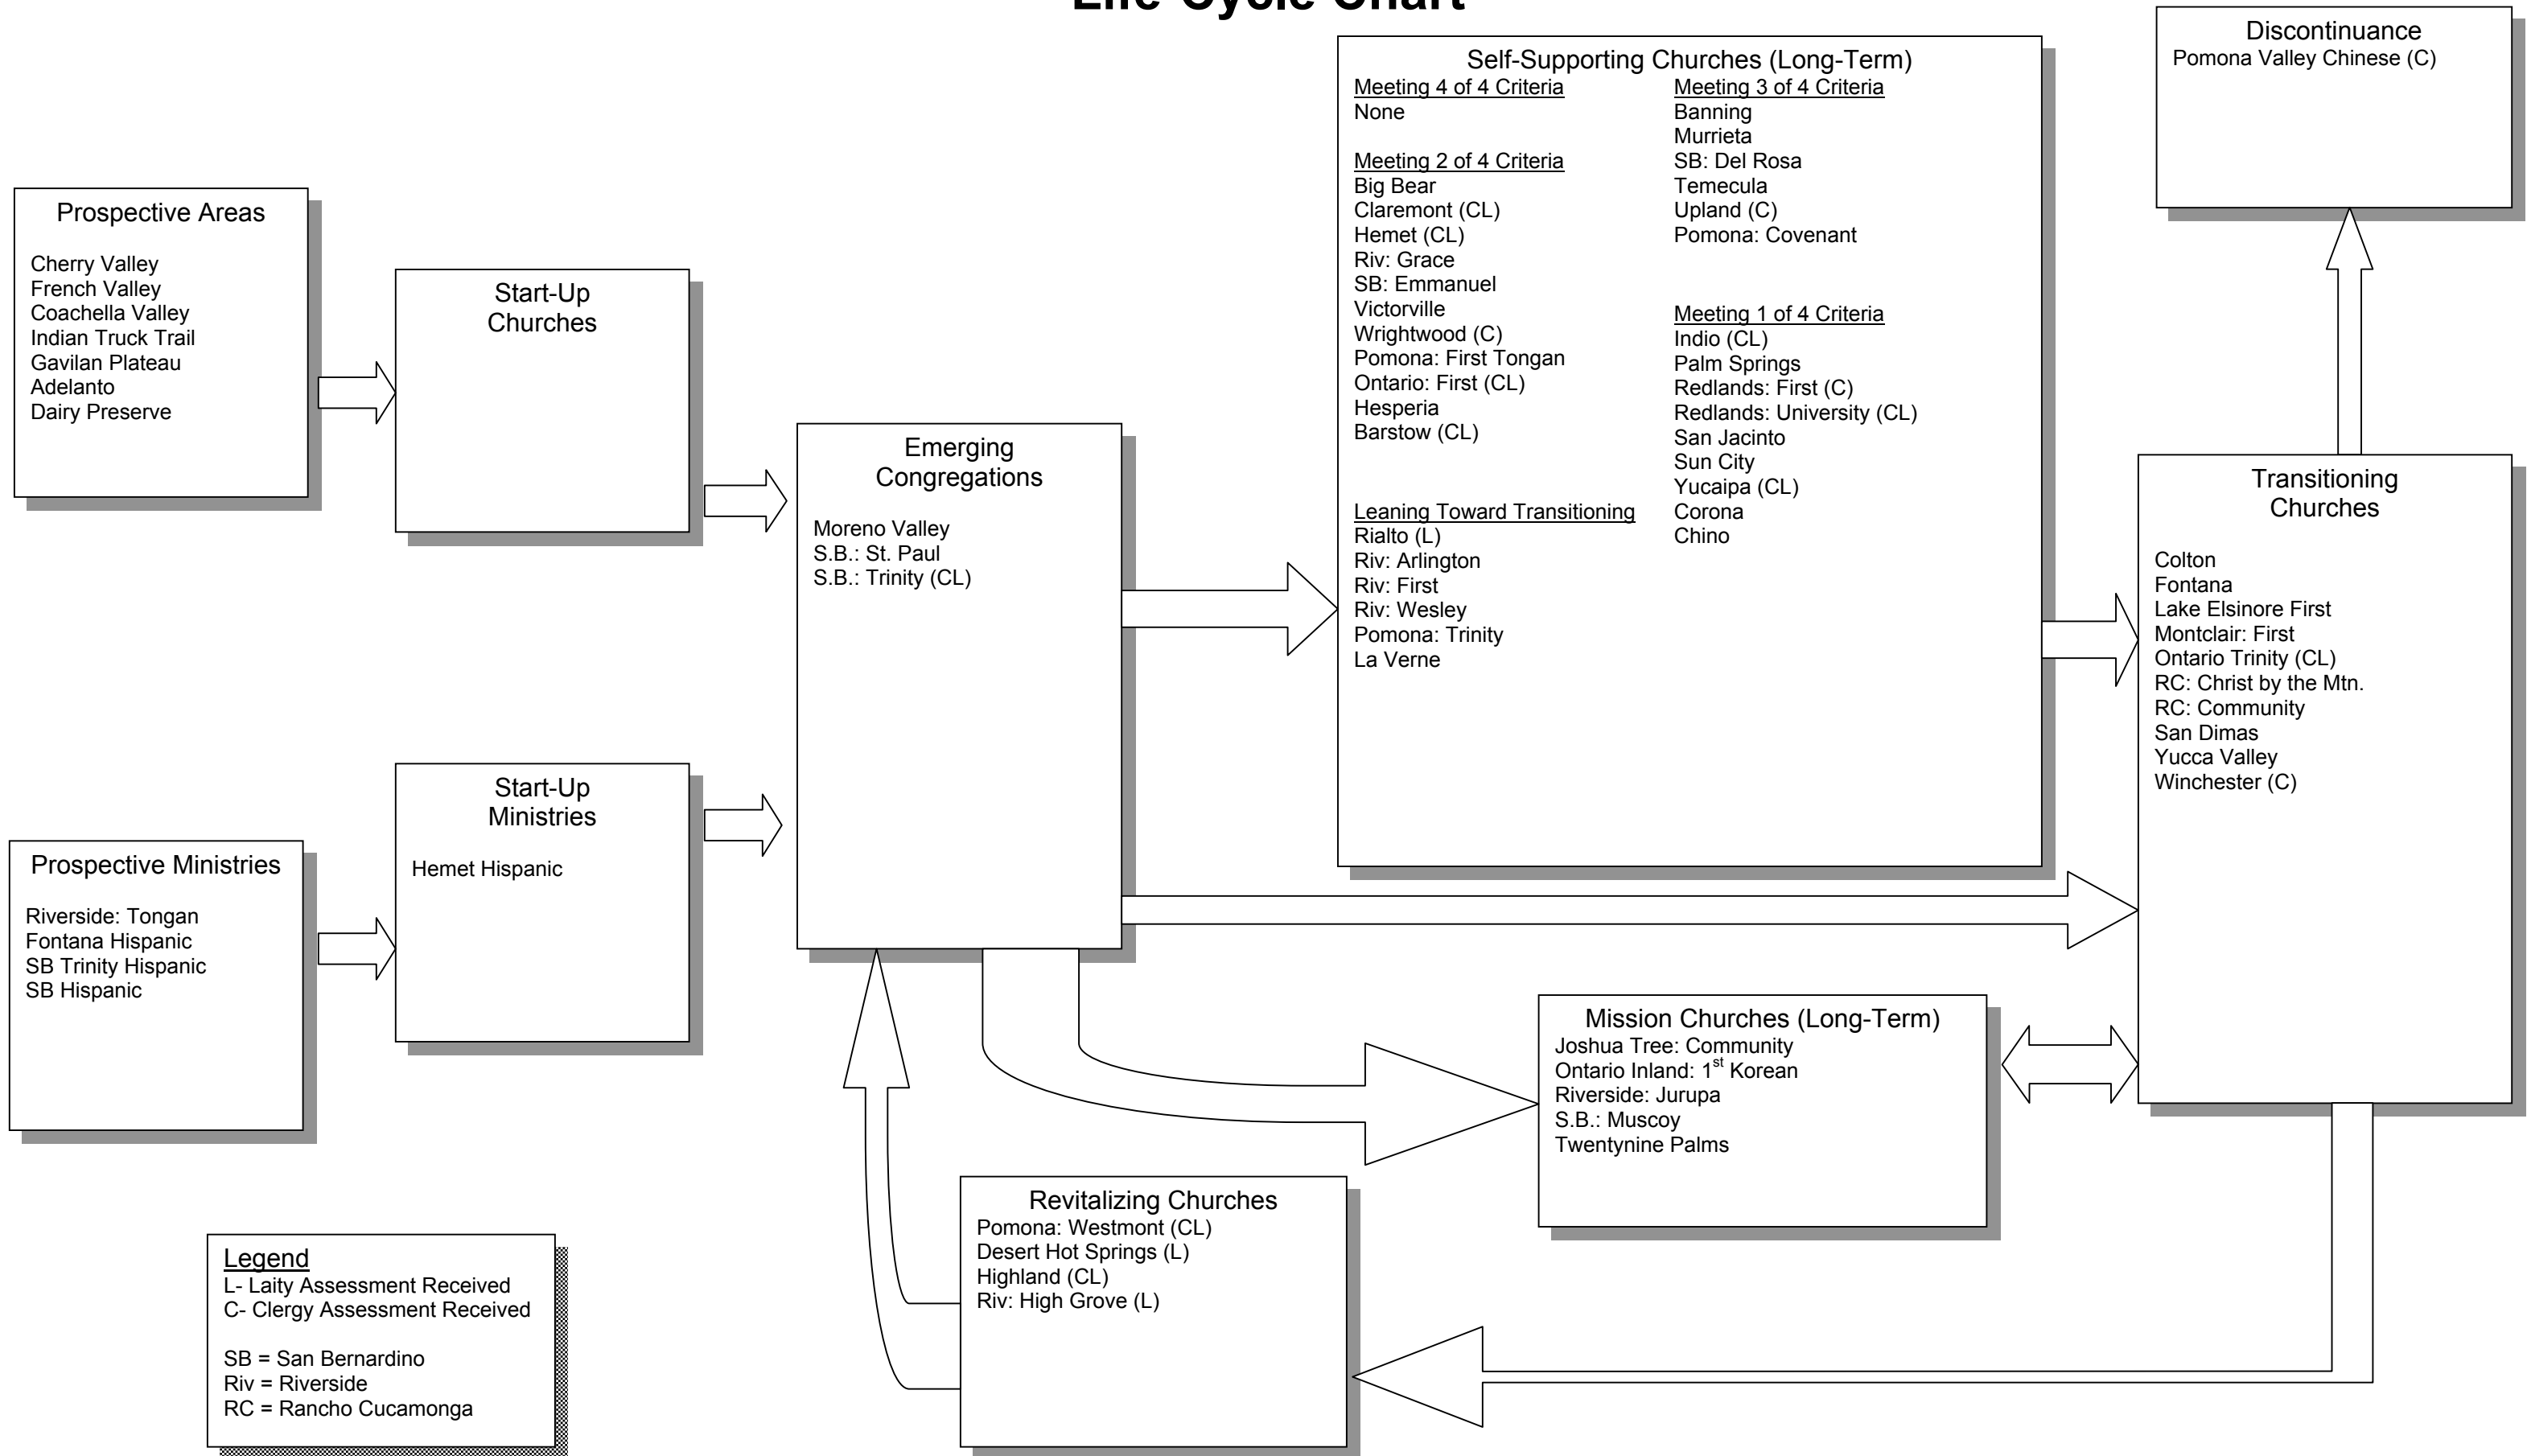 Life Cycle Chart
Discontinuance
Pomona Valley Chinese (C)
Self-Supporting Churches (Long-Term)
Meeting 4 of 4 Criteria
None
Meeting 2 of 4 Criteria
Big Bear
Claremont (CL)
Hemet (CL)
Riv: Grace
SB: Emmanuel
Victorville
Wrightwood (C)
Pomona: First Tongan
Ontario: First (CL)
Hesperia
Barstow (CL)
Leaning Toward Transitioning
Rialto (L)
Riv: Arlington
Riv: First
Riv: Wesley
Pomona: Trinity
La Verne
Meeting 3 of 4 Criteria
Banning
Murrieta
SB: Del Rosa
Temecula
Upland (C)
Pomona: Covenant
Meeting 1 of 4 Criteria
Indio (CL)
Palm Springs
Redlands: First (C)
Redlands: University (CL)
San Jacinto
Sun City
Yucaipa (CL)
Corona
Chino
Prospective Areas
Cherry Valley
French Valley
Coachella Valley
Indian Truck Trail
Gavilan Plateau
Adelanto
Dairy Preserve
Start-Up
Churches
Emerging
Congregations
Moreno Valley
S.B.: St. Paul
S.B.: Trinity (CL)
Transitioning
Churches
Colton
Fontana
Lake Elsinore First
Montclair: First
Ontario Trinity (CL)
RC: Christ by the Mtn.
RC: Community
San Dimas
Yucca Valley
Winchester (C)
Prospective Ministries
Riverside: Tongan
Fontana Hispanic
SB Trinity Hispanic
SB Hispanic
Start-Up
Ministries
Hemet Hispanic
Mission Churches (Long-Term)
Joshua Tree: Community
Ontario Inland: 1st Korean
Riverside: Jurupa
S.B.: Muscoy
Twentynine Palms
Revitalizing Churches
Pomona: Westmont (CL)
Desert Hot Springs (L)
Highland (CL)
Riv: High Grove (L)
Legend
L- Laity Assessment Received
C- Clergy Assessment Received
SB = San Bernardino
Riv = Riverside
RC = Rancho Cucamonga